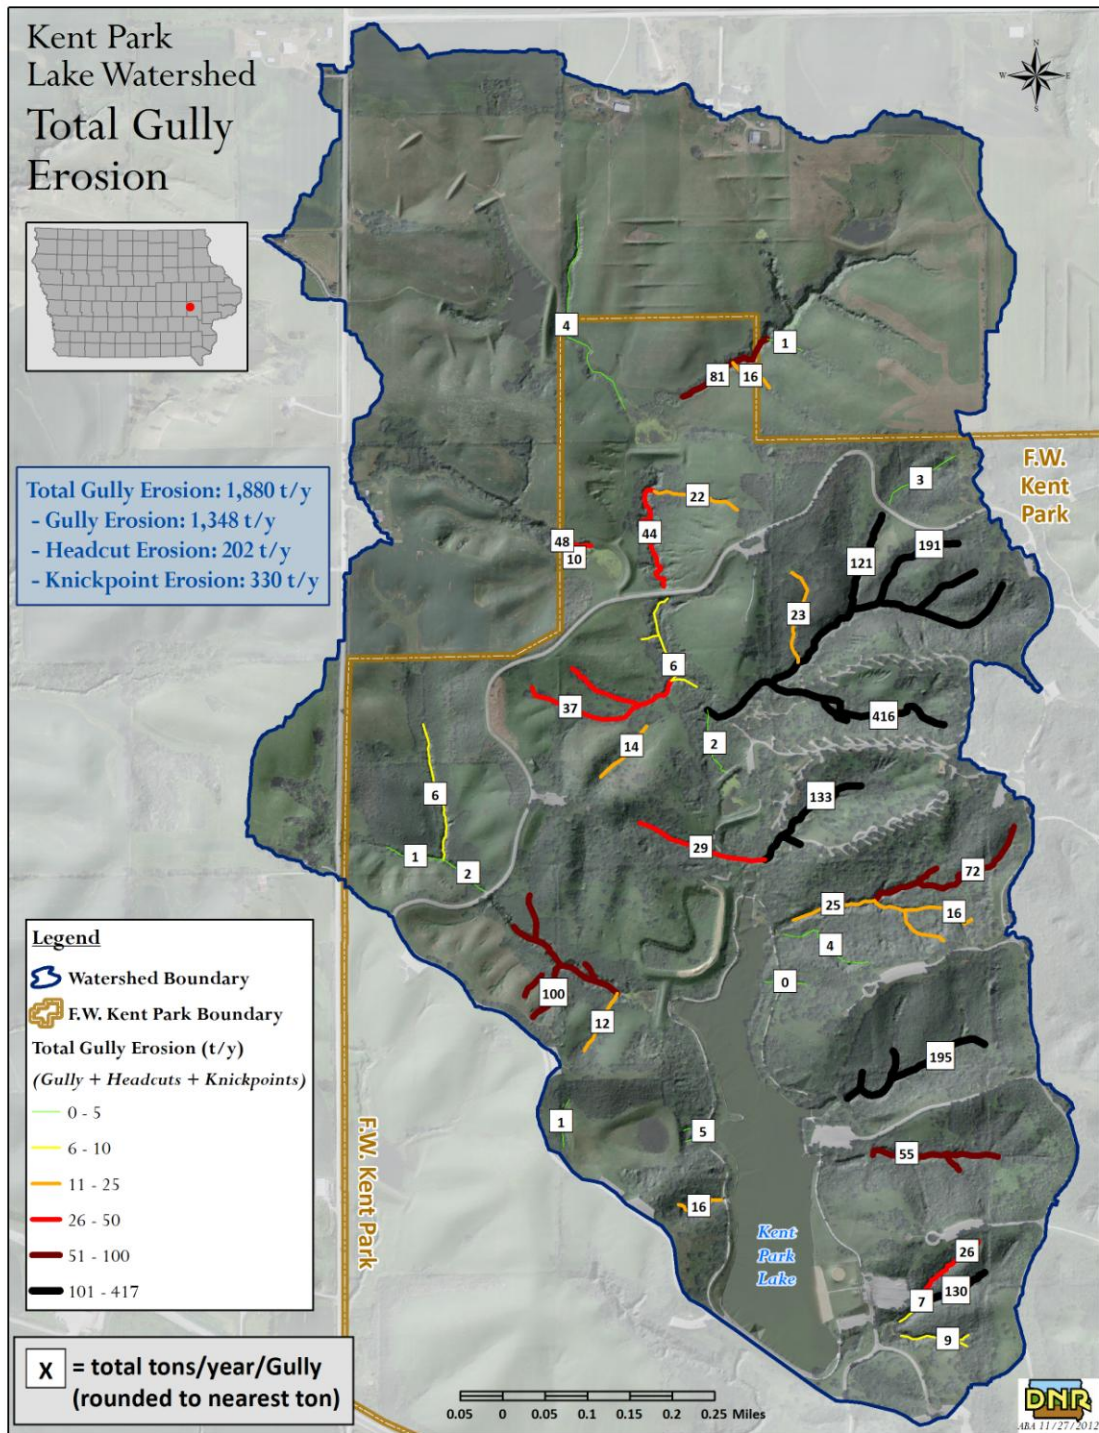 Kent Park
Lake Watershed
Total Gully
Erosion
N
W E
S
4
1
81
16
F.W.
Kent
Park
3
Total Gully Erosion: 1,880 t/y
- Gully Erosion: 1,348 t/y
- Headcut Erosion: 202 t/y
- Knickpoint Erosion: 330 t/y
22
44
48
10
191
121
23
6
37
416
14
2
6
133
29
1
2
72
25
16
4
0
100
12
195
1
5
55
16
Kent
Park
Lake
26
130
7
9
F.W. Kent Park
Legend
Watershed Boundary
F.W. Kent Park Boundary
Total Gully Erosion (t/y)
(Gully + Headcuts + Knickpoints)
0 - 5
6 - 10
11 - 25
26 - 50
51 - 100
101 - 417
X = total tons/year/Gully
(rounded to nearest ton)
0.05 0 0.05 0.1 0.15 0.2 0.25 Miles
DNR
ABA 11/27/2012